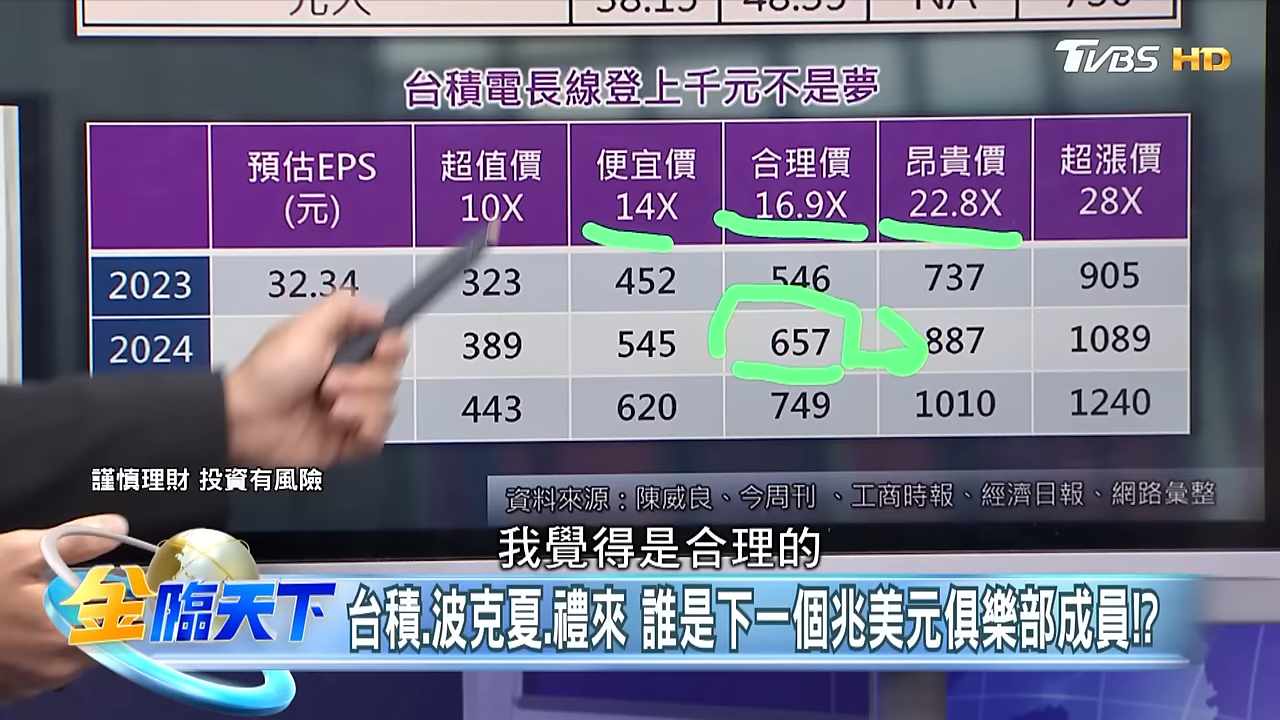 TVBS HD
台積電長線登上千元不是夢
預估EPS (元) 超值價 10X 便宜價 14X 合理價 16.9X 昂貴價 22.8X 超漲價 28X
2023 32.34 323 452 546 737 905
2024 389 545 657 887 1089
443 620 749 1010 1240
謹慎理財 投資有風險
資料來源：陳威良、今周刊 、工商時報、經濟日報、網路彙整
我覺得是合理的
金臨天下
台積.波克夏.禮來 誰是下一個兆美元俱樂部成員!?